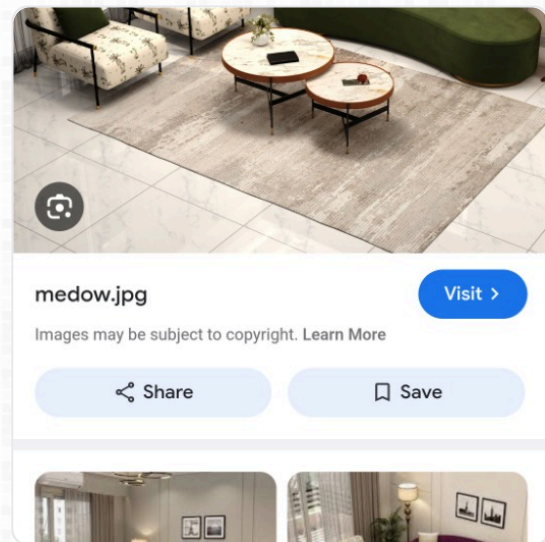 medow.jpg
Visit
Images may be subject to copyright. Learn More
Share
Save